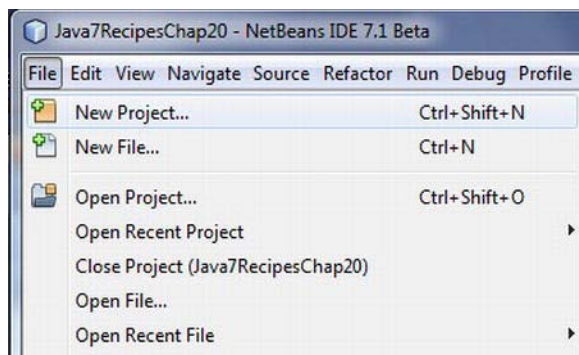 Java7RecipesChap20 - NetBeans IDE 7.1 Beta
File Edit View Navigate Source Refactor Run Debug Profile
New Project... Ctrl+Shift+N
New File... Ctrl+N
Open Project... Ctrl+Shift+O
Open Recent Project
Close Project (Java7RecipesChap20)
Open File...
Open Recent File